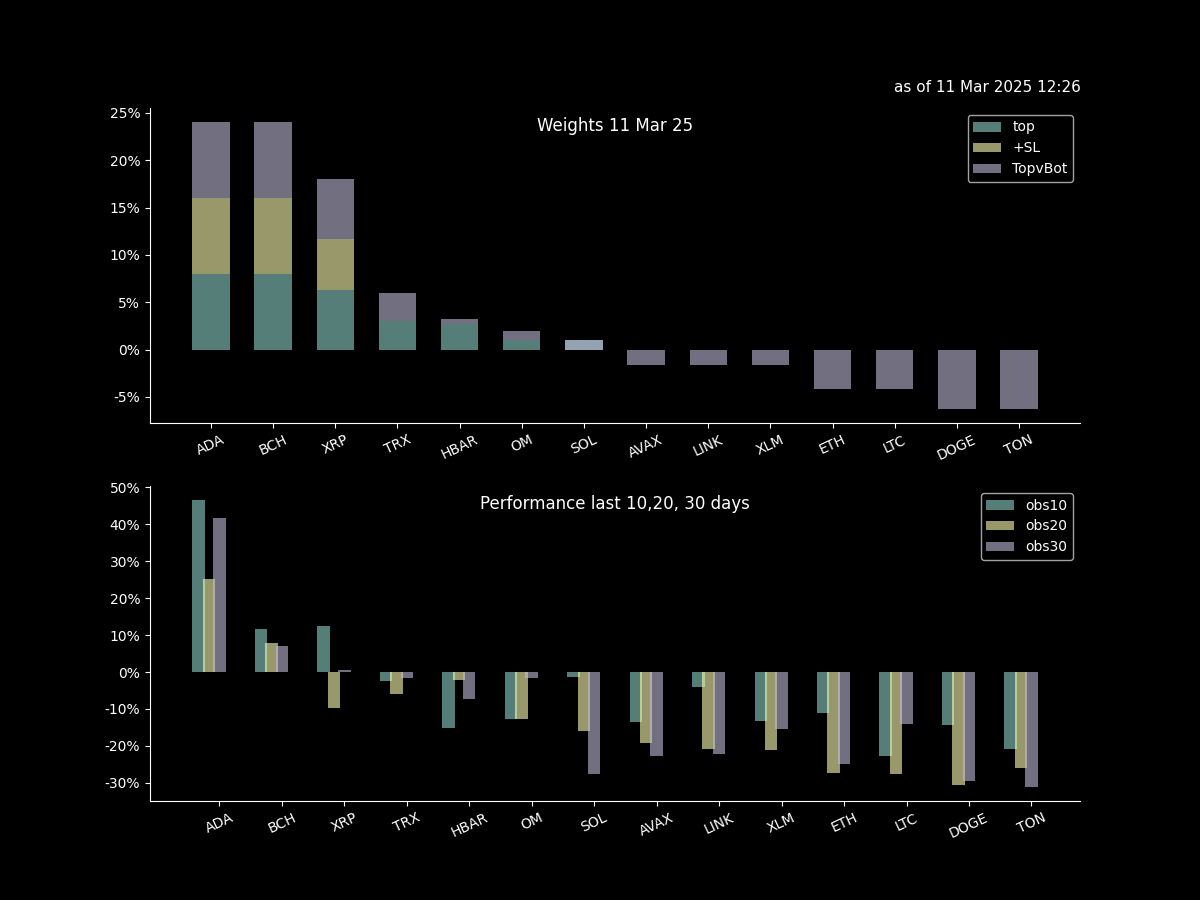 as of 11 Mar 2025 12:26
Weights 11 Mar 25
top
+SL
TopvBot
25%
20%
15%
10%
5%
0%
-5%
ADA BCH XRP TRX HBAR OM SOL AVAX LINK XLM ETH LTC DOGE TON
Performance last 10,20, 30 days
obs10
obs20
obs30
50%
40%
30%
20%
10%
0%
-10%
-20%
-30%
ADA BCH XRP TRX HBAR OM SOL AVAX LINK XLM ETH LTC DOGE TON